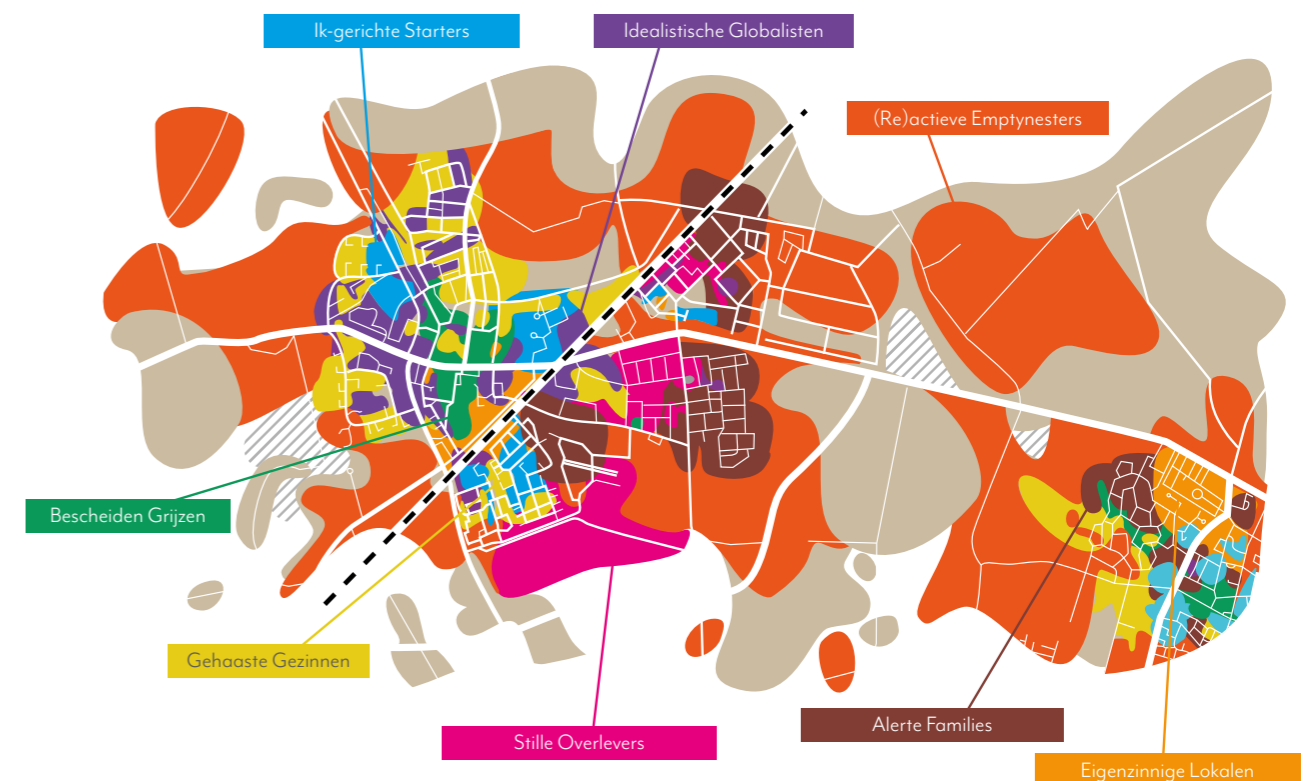 Ik-gerichte Starters
Idealistische Globalisten
(Re)actieve Emptynesters
Bescheiden Grijzen
Gehaaste Gezinnen
Stille Overlevers
Alerte Families
Eigenzinnige Lokalen